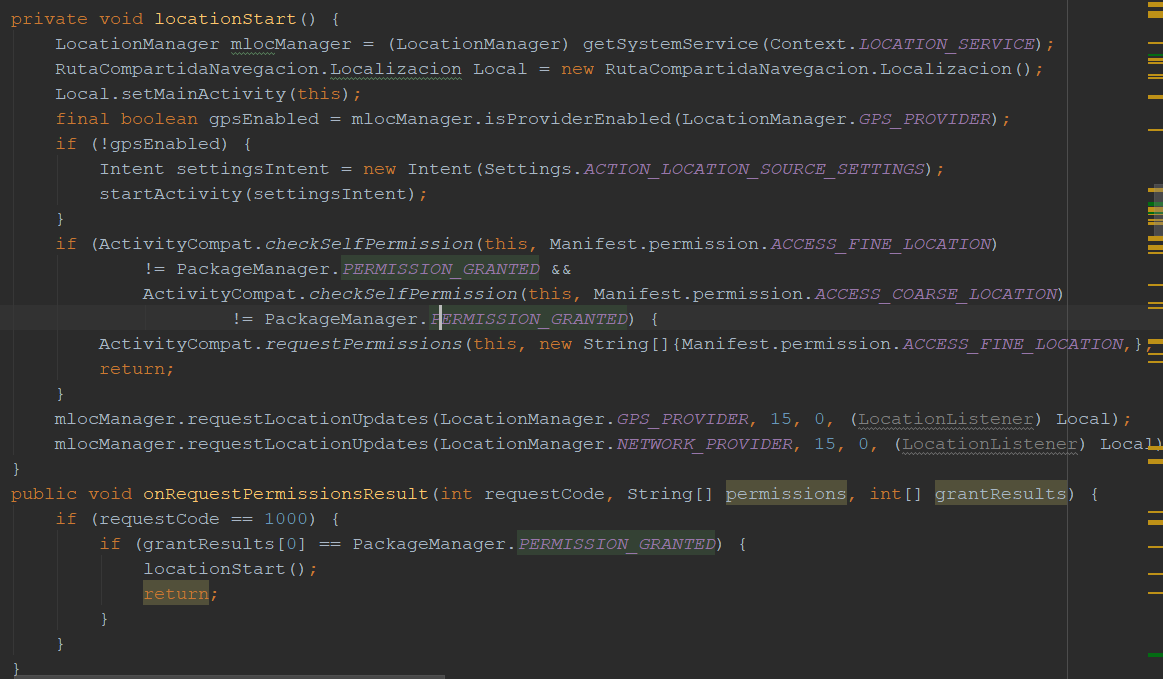 private void locationStart() {
    LocationManager mlocManager = (LocationManager) getSystemService(Context.LOCATION_SERVICE);
    RutaCompartidaNavegacion.Localizacion Local = new RutaCompartidaNavegacion.Localizacion();
    Local.setMainActivity(this);
    final boolean gpsEnabled = mlocManager.isProviderEnabled(LocationManager.GPS_PROVIDER);
    if (!gpsEnabled) {
        Intent settingsIntent = new Intent(Settings.ACTION_LOCATION_SOURCE_SETTINGS);
        startActivity(settingsIntent);
    }
    if (ActivityCompat.checkSelfPermission(this, Manifest.permission.ACCESS_FINE_LOCATION)
            != PackageManager.PERMISSION_GRANTED &&
            ActivityCompat.checkSelfPermission(this, Manifest.permission.ACCESS_COARSE_LOCATION)
                    != PackageManager.PERMISSION_GRANTED) {
        ActivityCompat.requestPermissions(this, new String[]{Manifest.permission.ACCESS_FINE_LOCATION,},
        return;
    }
    mlocManager.requestLocationUpdates(LocationManager.GPS_PROVIDER, 15, 0, (LocationListener) Local);
    mlocManager.requestLocationUpdates(LocationManager.NETWORK_PROVIDER, 15, 0, (LocationListener) Local)
}
public void onRequestPermissionsResult(int requestCode, String[] permissions, int[] grantResults) {
    if (requestCode == 1000) {
        if (grantResults[0] == PackageManager.PERMISSION_GRANTED) {
            locationStart();
            return;
        }
    }
}